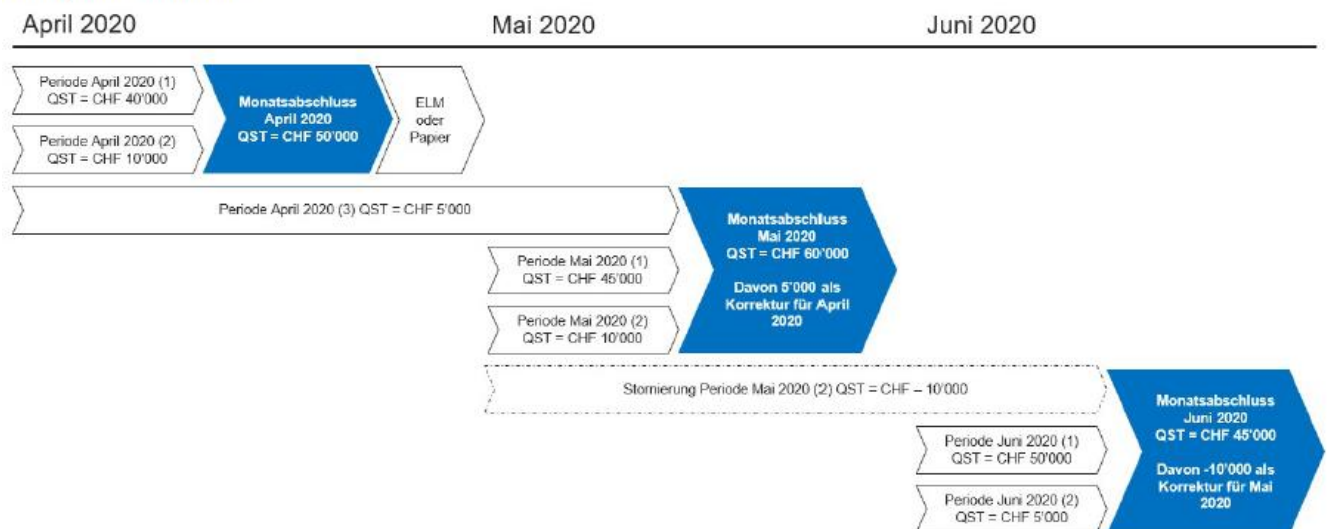 April 2020
Mai 2020
Juni 2020
Periode April 2020 (1)
QST = CHF 40'000
Periode April 2020 (2)
QST = CHF 10'000
Monatsabschluss
April 2020
QST = CHF 50'000
ELM
oder
Papier
Periode April 2020 (3) QST = CHF 5'000
Periode Mai 2020 (1)
QST = CHF 45'000
Periode Mai 2020 (2)
QST = CHF 10'000
Monatsabschluss
Mai 2020
QST = CHF 60'000
Davon 5'000 als
Korrektur für April
2020
Stornierung Periode Mai 2020 (2) QST = CHF – 10'000
Periode Juni 2020 (1)
QST = CHF 50'000
Periode Juni 2020 (2)
QST = CHF 5'000
Monatsabschluss
Juni 2020
QST = CHF 45'000
Davon -10'000 als
Korrektur für Mai
2020